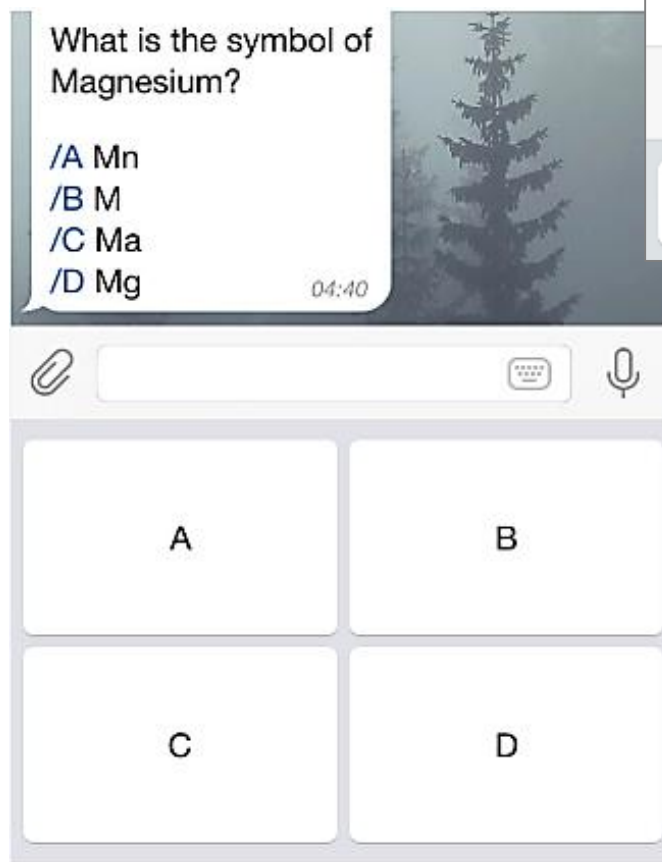 What is the symbol of
Magnesium?
/A Mn
/B M
/C Ma
/D Mg
04:40
A
B
C
D